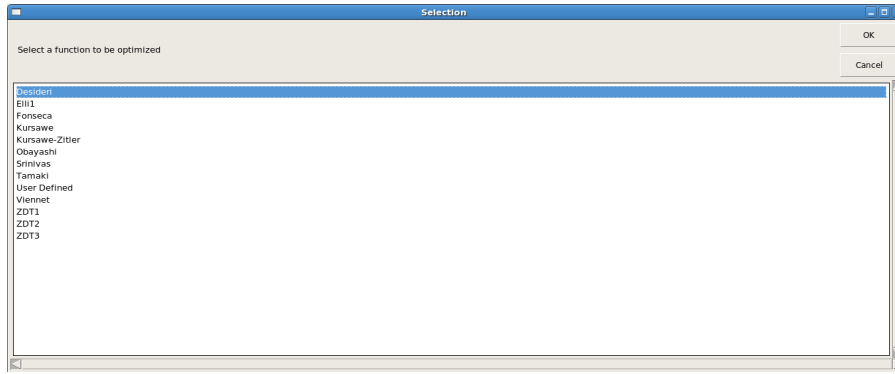 Selection
OK
Select a function to be optimized
Cancel
Desideri
Elli1
Fonseca
Kursawe
Kursawe-Zitler
Obayashi
Srinivas
Tamaki
User Defined
Viennet
ZDT1
ZDT2
ZDT3